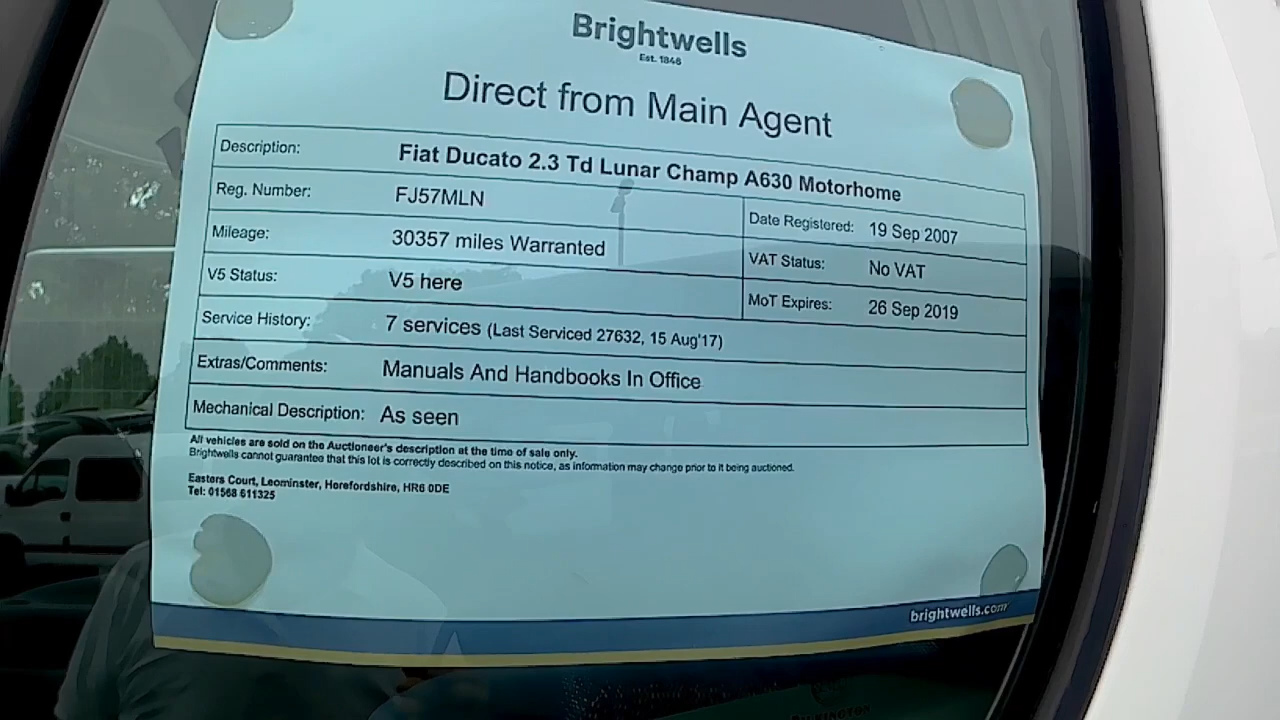 Brightwells
Est. 1846
Direct from Main Agent
Description: Fiat Ducato 2.3 Td Lunar Champ A630 Motorhome
Reg. Number: FJ57MLN Date Registered: 19 Sep 2007
Mileage: 30357 miles Warranted VAT Status: No VAT
V5 Status: V5 here MoT Expires: 26 Sep 2019
Service History: 7 services (Last Serviced 27632, 15 Aug'17)
Extras/Comments: Manuals And Handbooks In Office
Mechanical Description: As seen
All vehicles are sold on the Auctioneer's description at the time of sale only.
Brightwells cannot guarantee that this lot is correctly described on this notice, as information may change prior to it being auctioned.
Easters Court, Leominster, Herefordshire, HR6 0DE
Tel: 01568 611325
brightwells.com